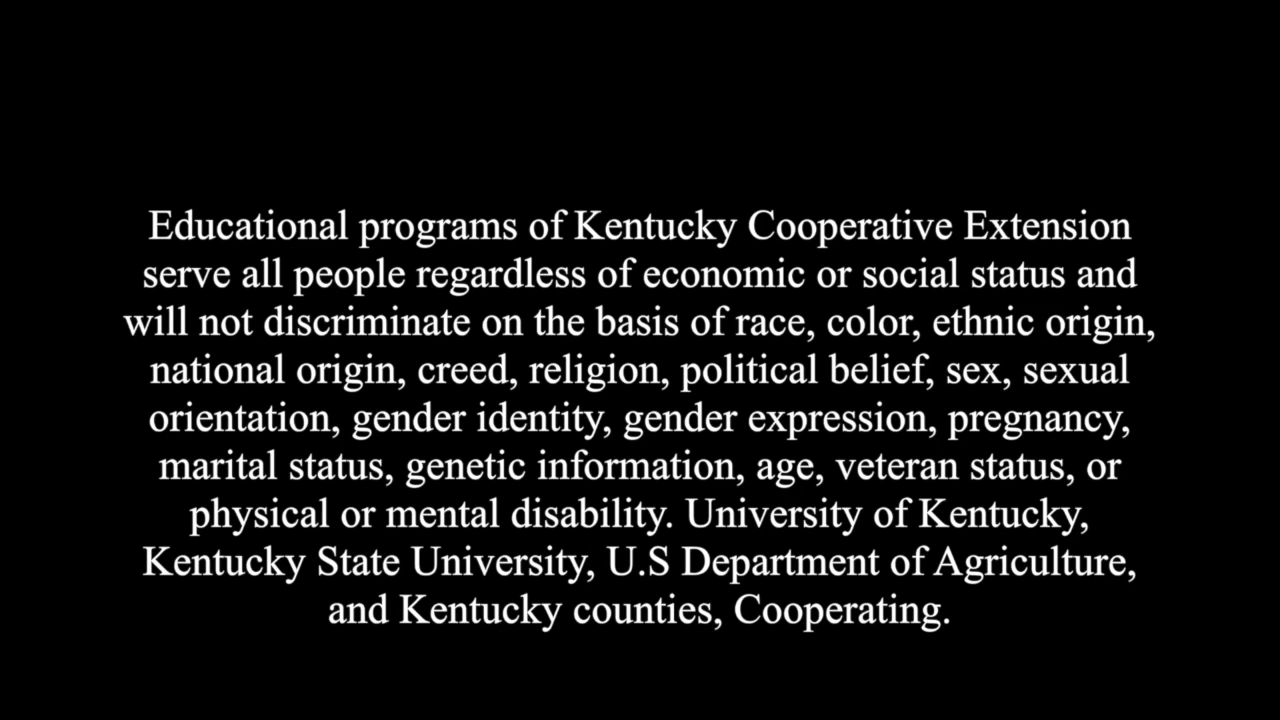 Educational programs of Kentucky Cooperative Extension
serve all people regardless of economic or social status and
will not discriminate on the basis of race, color, ethnic origin,
national origin, creed, religion, political belief, sex, sexual
orientation, gender identity, gender expression, pregnancy,
marital status, genetic information, age, veteran status, or
physical or mental disability. University of Kentucky,
Kentucky State University, U.S Department of Agriculture,
and Kentucky counties, Cooperating.